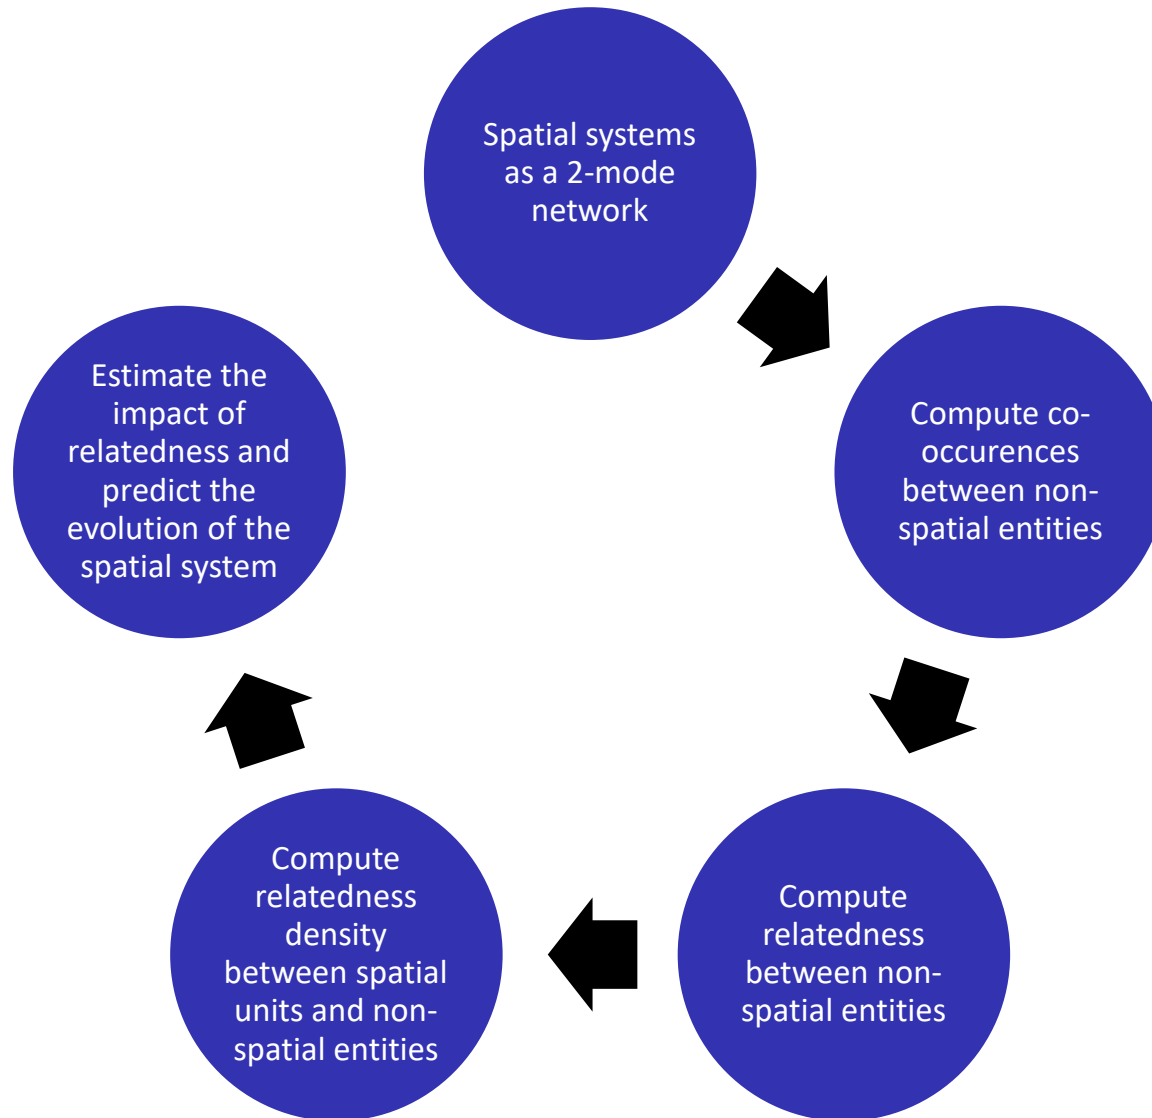 Spatial systems
as a 2-mode
network
Compute co-
occurences
between non-
spatial entities
Compute
relatedness
between non-
spatial entities
Compute
relatedness
density
between spatial
units and non-
spatial entities
Estimate the
impact of
relatedness and
predict the
evolution of the
spatial system